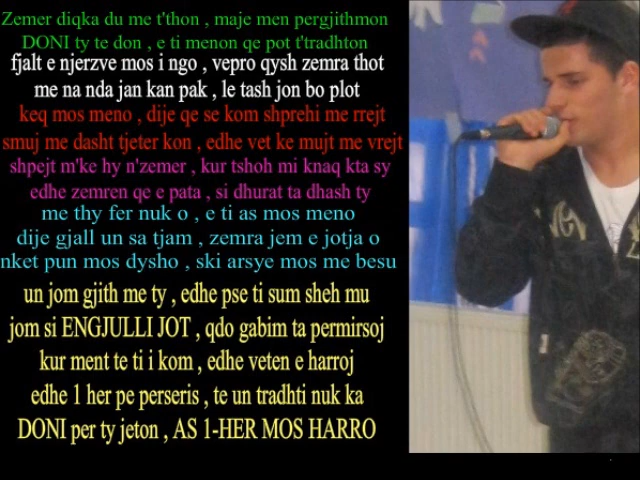 Zemer diqka du me t'thon , maje men pergjithmon
DONI ty te don , e ti menon qe pot t'tradhton
fjalt e njerzve mos i ngo , vepro qysh zemra thot
me na nda jan kan pak , le tash jon bo plot
keq mos meno , dije qe se kom shprehi me rrejt
smuj me dasht tjeter kon , edhe vet ke mujt me vrejt
shpejt m'ke hy n'zemer , kur tshoh mi knaq kta sy
edhe zemren qe e pata , si dhurat ta dhash ty
me thy fer nuk o , e ti as mos meno
dije gjall un sa tjam , zemra jem e jotja o
nket pun mos dysho , ski arsye mos me besu
un jom gjith me ty , edhe pse ti sum sheh mu
jom si ENGJULLI JOT , qdo gabim ta permirsoj
kur ment te ti i kom , edhe veten e harroj
edhe 1 her pe perseris , te un tradhti nuk ka
DONI per ty jeton , AS 1-HER MOS HARRO